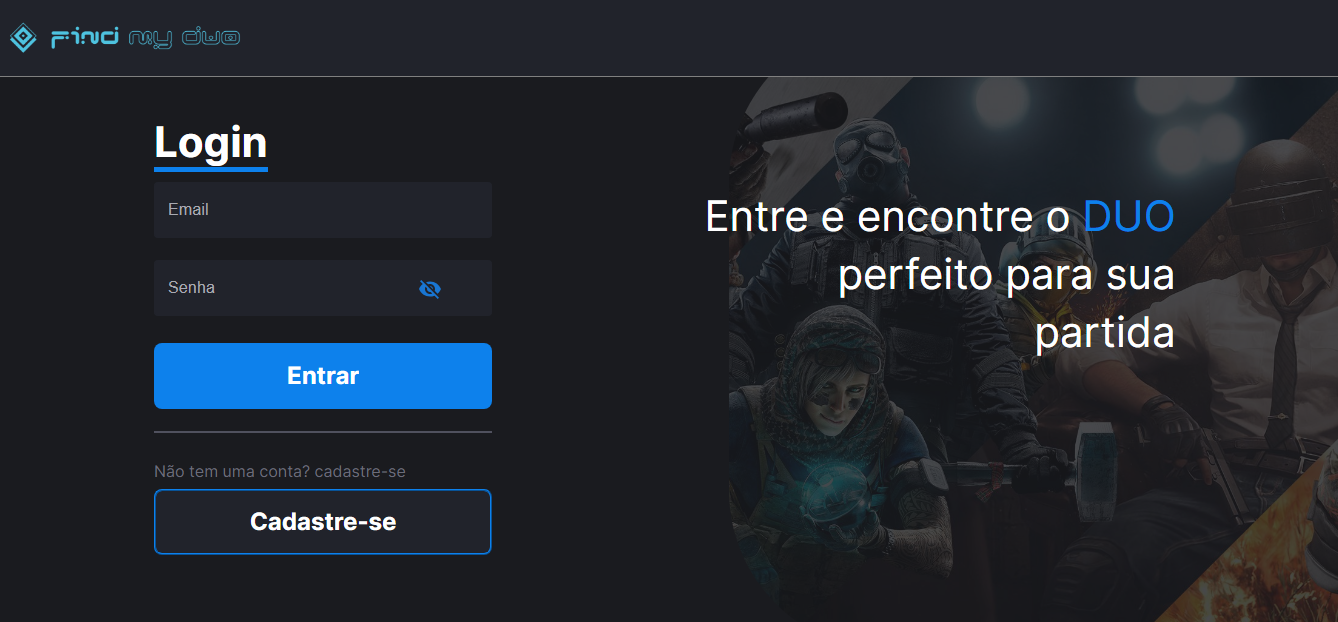 Find my duo
Login
Email
Senha
Entrar
Não tem uma conta? cadastre-se
Cadastre-se
Entre e encontre o DUO
perfeito para sua
partida